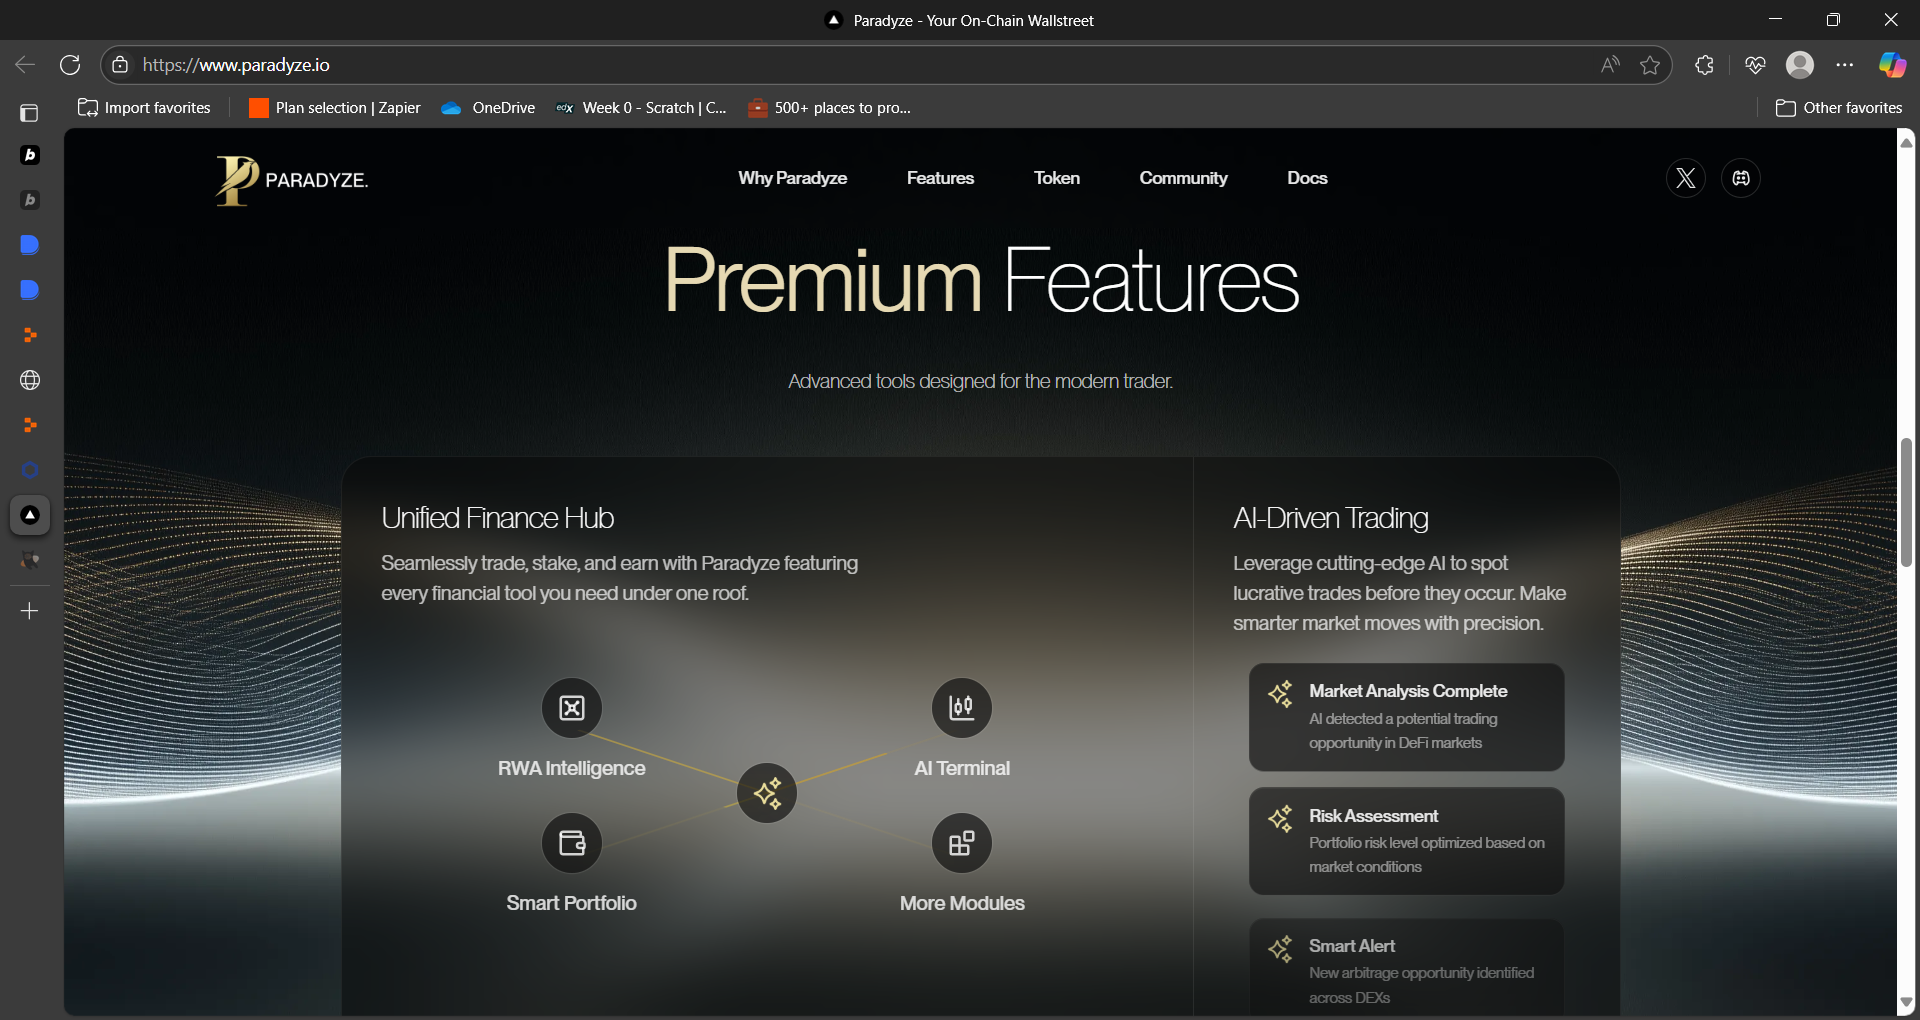 Paradyze - Your On-Chain Wallstreet
https://www.paradyze.io
Import favorites
Plan selection | Zapier
OneDrive
edX
Week 0 - Scratch | C...
500+ places to pro...
Other favorites
PARADYZE.
Why Paradyze
Features
Token
Community
Docs
Premium Features
Advanced tools designed for the modern trader.
Unified Finance Hub
Seamlessly trade, stake, and earn with Paradyze featuring
every financial tool you need under one roof.
RWA Intelligence
AI Terminal
Smart Portfolio
More Modules
AI-Driven Trading
Leverage cutting-edge AI to spot
lucrative trades before they occur. Make
smarter market moves with precision.
Market Analysis Complete
AI detected a potential trading
opportunity in DeFi markets
Risk Assessment
Portfolio risk level optimized based on
market conditions
Smart Alert
New arbitrage opportunity identified
across DEXs